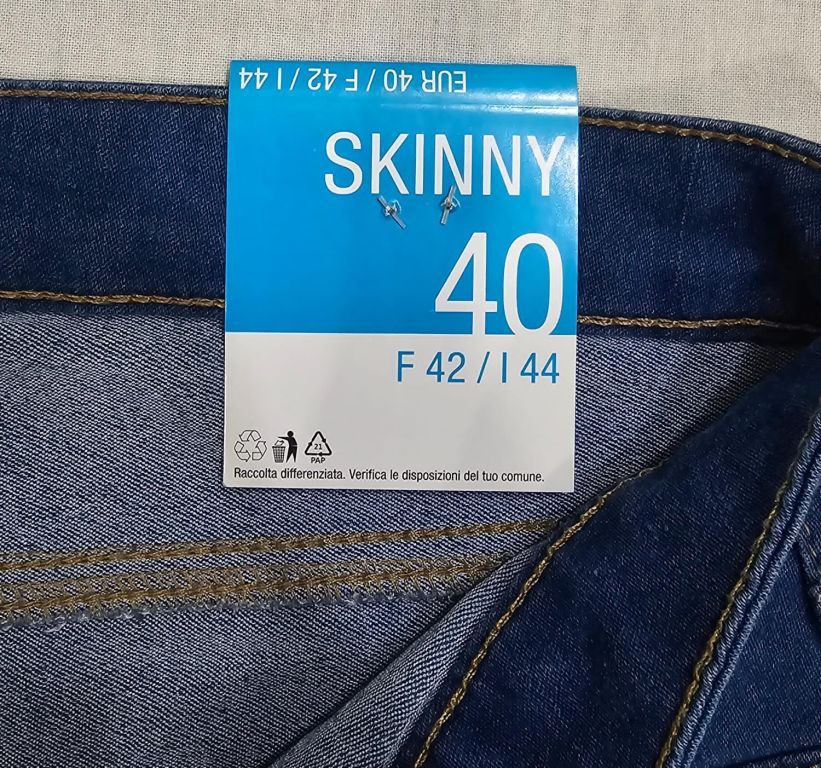 EUR 40 / F 42 / I 44
SKINNY
40
F 42 / I 44
21
PAP
Raccolta differenziata. Verifica le disposizioni del tuo comune.